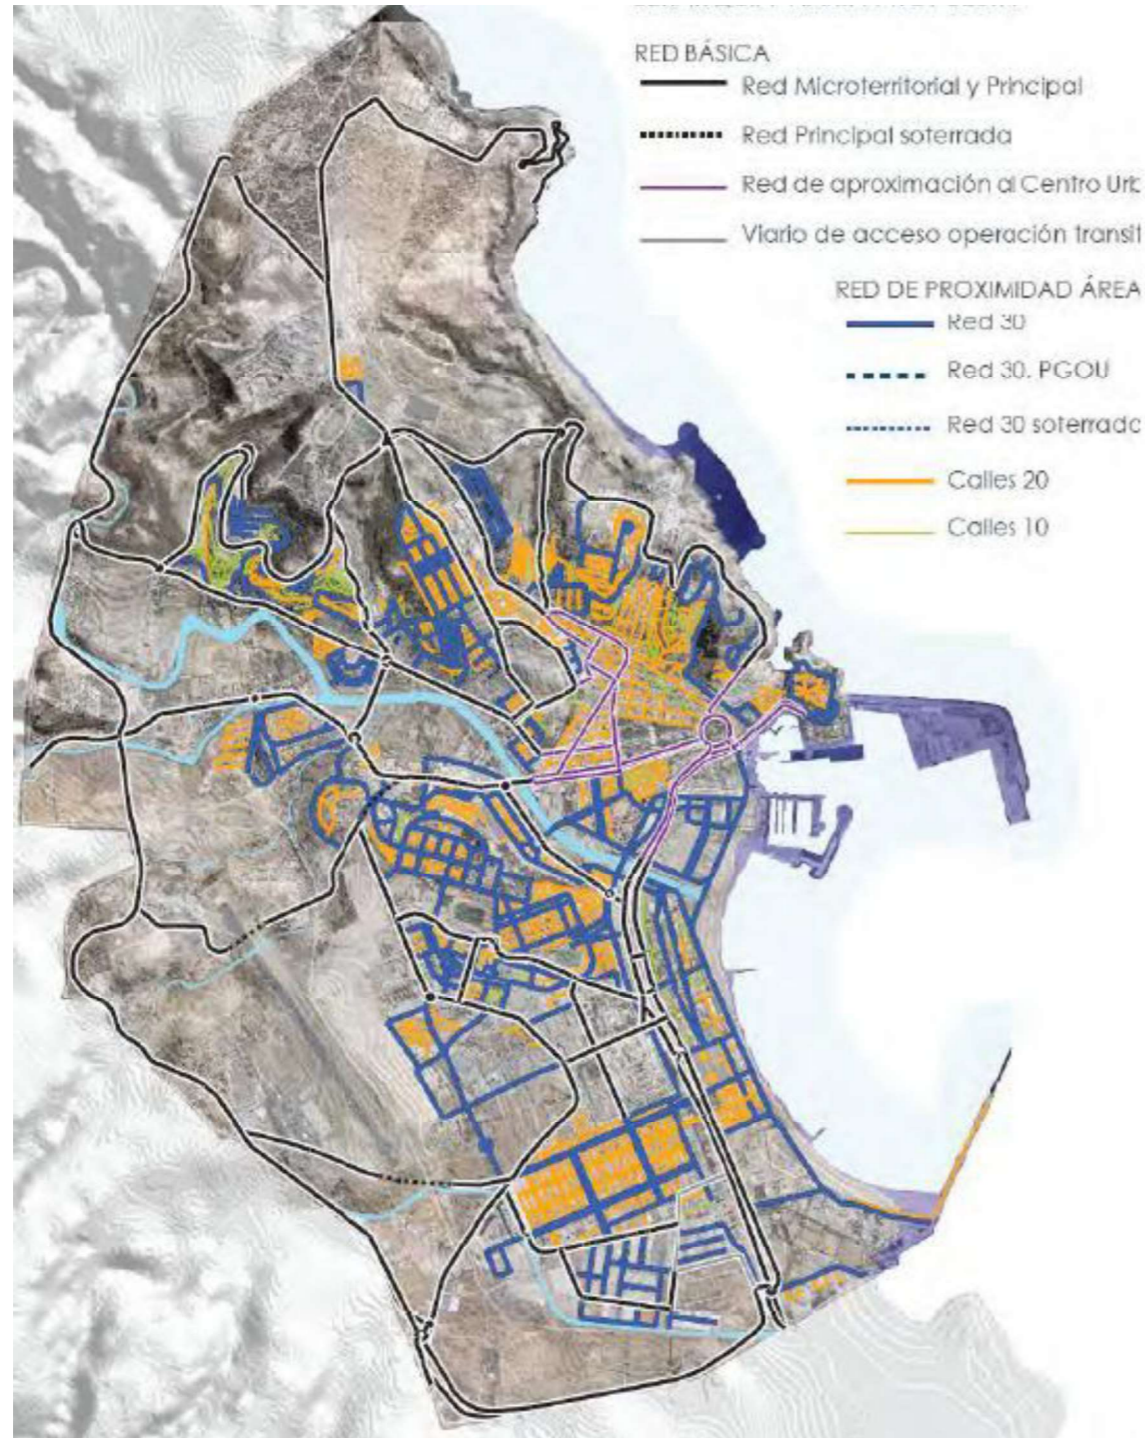 RED BÁSICA
Red Microterritorial y Principal
Red Principal soterrada
Red de aproximación al Centro Urb
Viario de acceso operación transit
RED DE PROXIMIDAD ÁREA
Red 30
Red 30. PGOU
Red 30 soterrado
Calles 20
Calles 10